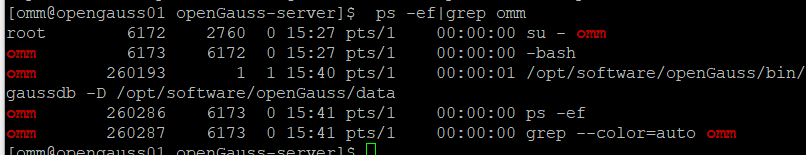 [omm@opengauss01 openGauss-server]$  ps -ef|grep omm
root        6172    2760  0 15:27 pts/1    00:00:00 su - omm
omm         6173    6172  0 15:27 pts/1    00:00:00 -bash
omm       260193       1  1 15:40 pts/1    00:00:01 /opt/software/openGauss/bin/
gaussdb -D /opt/software/openGauss/data
omm       260286    6173  0 15:41 pts/1    00:00:00 ps -ef
omm       260287    6173  0 15:41 pts/1    00:00:00 grep --color=auto omm
[omm@opengauss01 openGauss-server]$